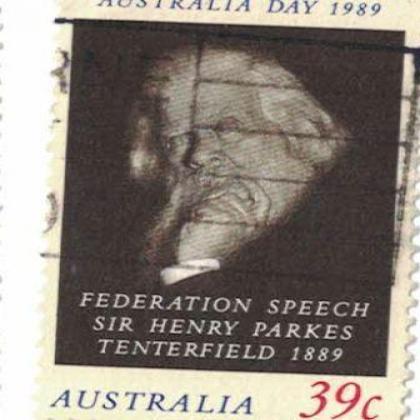 AUSTRALIA DAY 1989
FEDERATION SPEECH
SIR HENRY PARKES
TENTERFIELD 1889
AUSTRALIA 39c